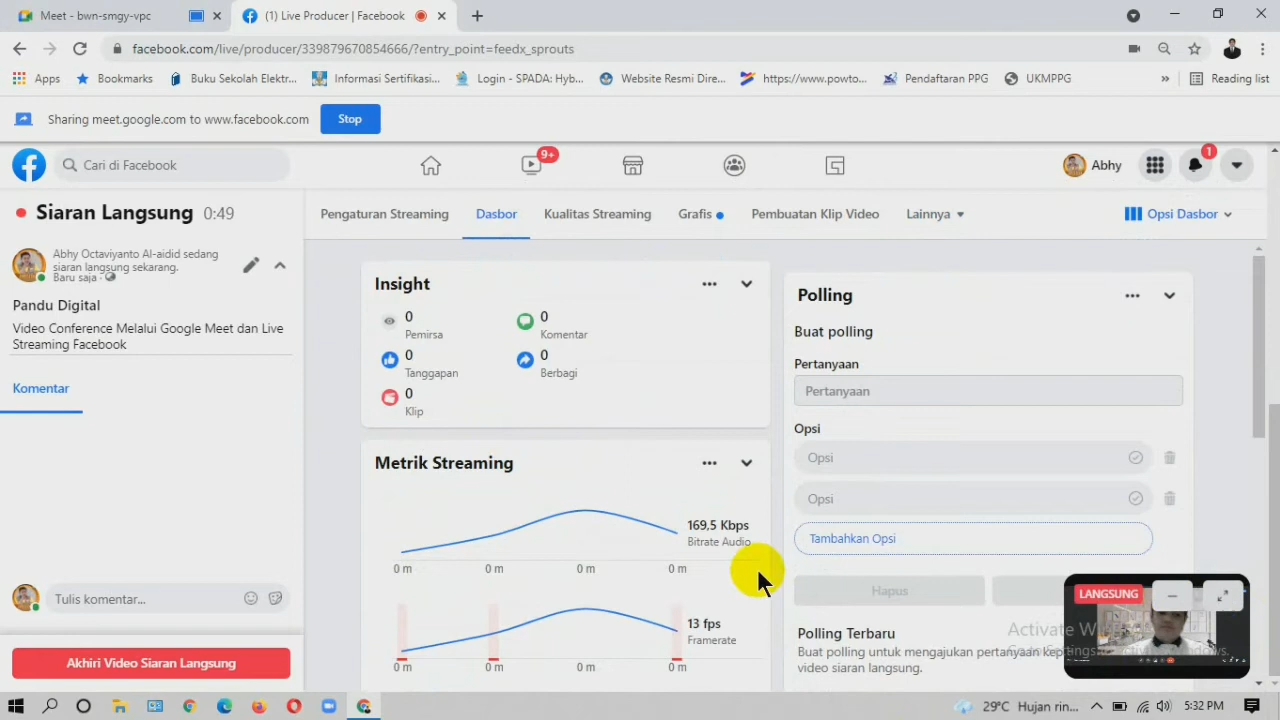 Meet - bwn-smgy-vpc
(1) Live Producer | Facebook
facebook.com/live/producer/339879670854666/?entry_point=feedx_sprouts
Apps
Bookmarks
Buku Sekolah Elektr...
Informasi Sertifikasi...
Login - SPADA: Hyb...
Website Resmi Dire...
https://www.powto...
Pendaftaran PPG
UKMPPG
»
Reading list
Sharing meet.google.com to www.facebook.com
Stop
Cari di Facebook
9+
Abhy
1
Siaran Langsung 0:49
Pengaturan Streaming
Dasbor
Kualitas Streaming
Grafis
Pembuatan Klip Video
Lainnya
Opsi Dasbor
Abhy Octaviyanto Al-aidid sedang
siaran langsung sekarang.
Baru saja ·
Pandu Digital
Video Conference Melalui Google Meet dan Live
Streaming Facebook
Komentar
Tulis komentar...
Akhiri Video Siaran Langsung
Insight
0
Pemirsa
0
Komentar
0
Tanggapan
0
Berbagi
0
Klip
Metrik Streaming
169,5 Kbps
Bitrate Audio
0 m
0 m
0 m
0 m
13 fps
Framerate
0 m
0 m
0 m
0 m
Polling
Buat polling
Pertanyaan
Pertanyaan
Opsi
Opsi
Opsi
Tambahkan Opsi
Hapus
Polling Terbaru
Buat polling untuk mengajukan pertanyaan
video siaran langsung.
LANGSUNG
Activate
29°C Hujan rin...
5:32 PM